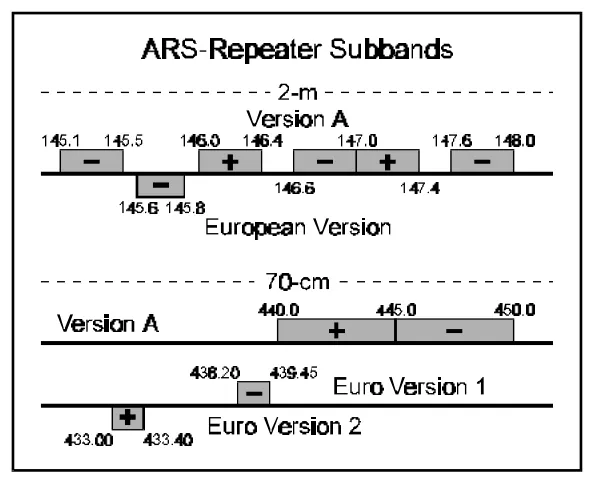 ARS-Repeater Subbands
2-m
Version A
145.1 145.5 146.0 146.4 147.0 147.6 148.0
− + − + −
−
145.6 145.8 146.6 147.4
European Version
70-cm
440.0 445.0 450.0
Version A + −
438.20 439.45
− Euro Version 1
+ Euro Version 2
433.00 433.40